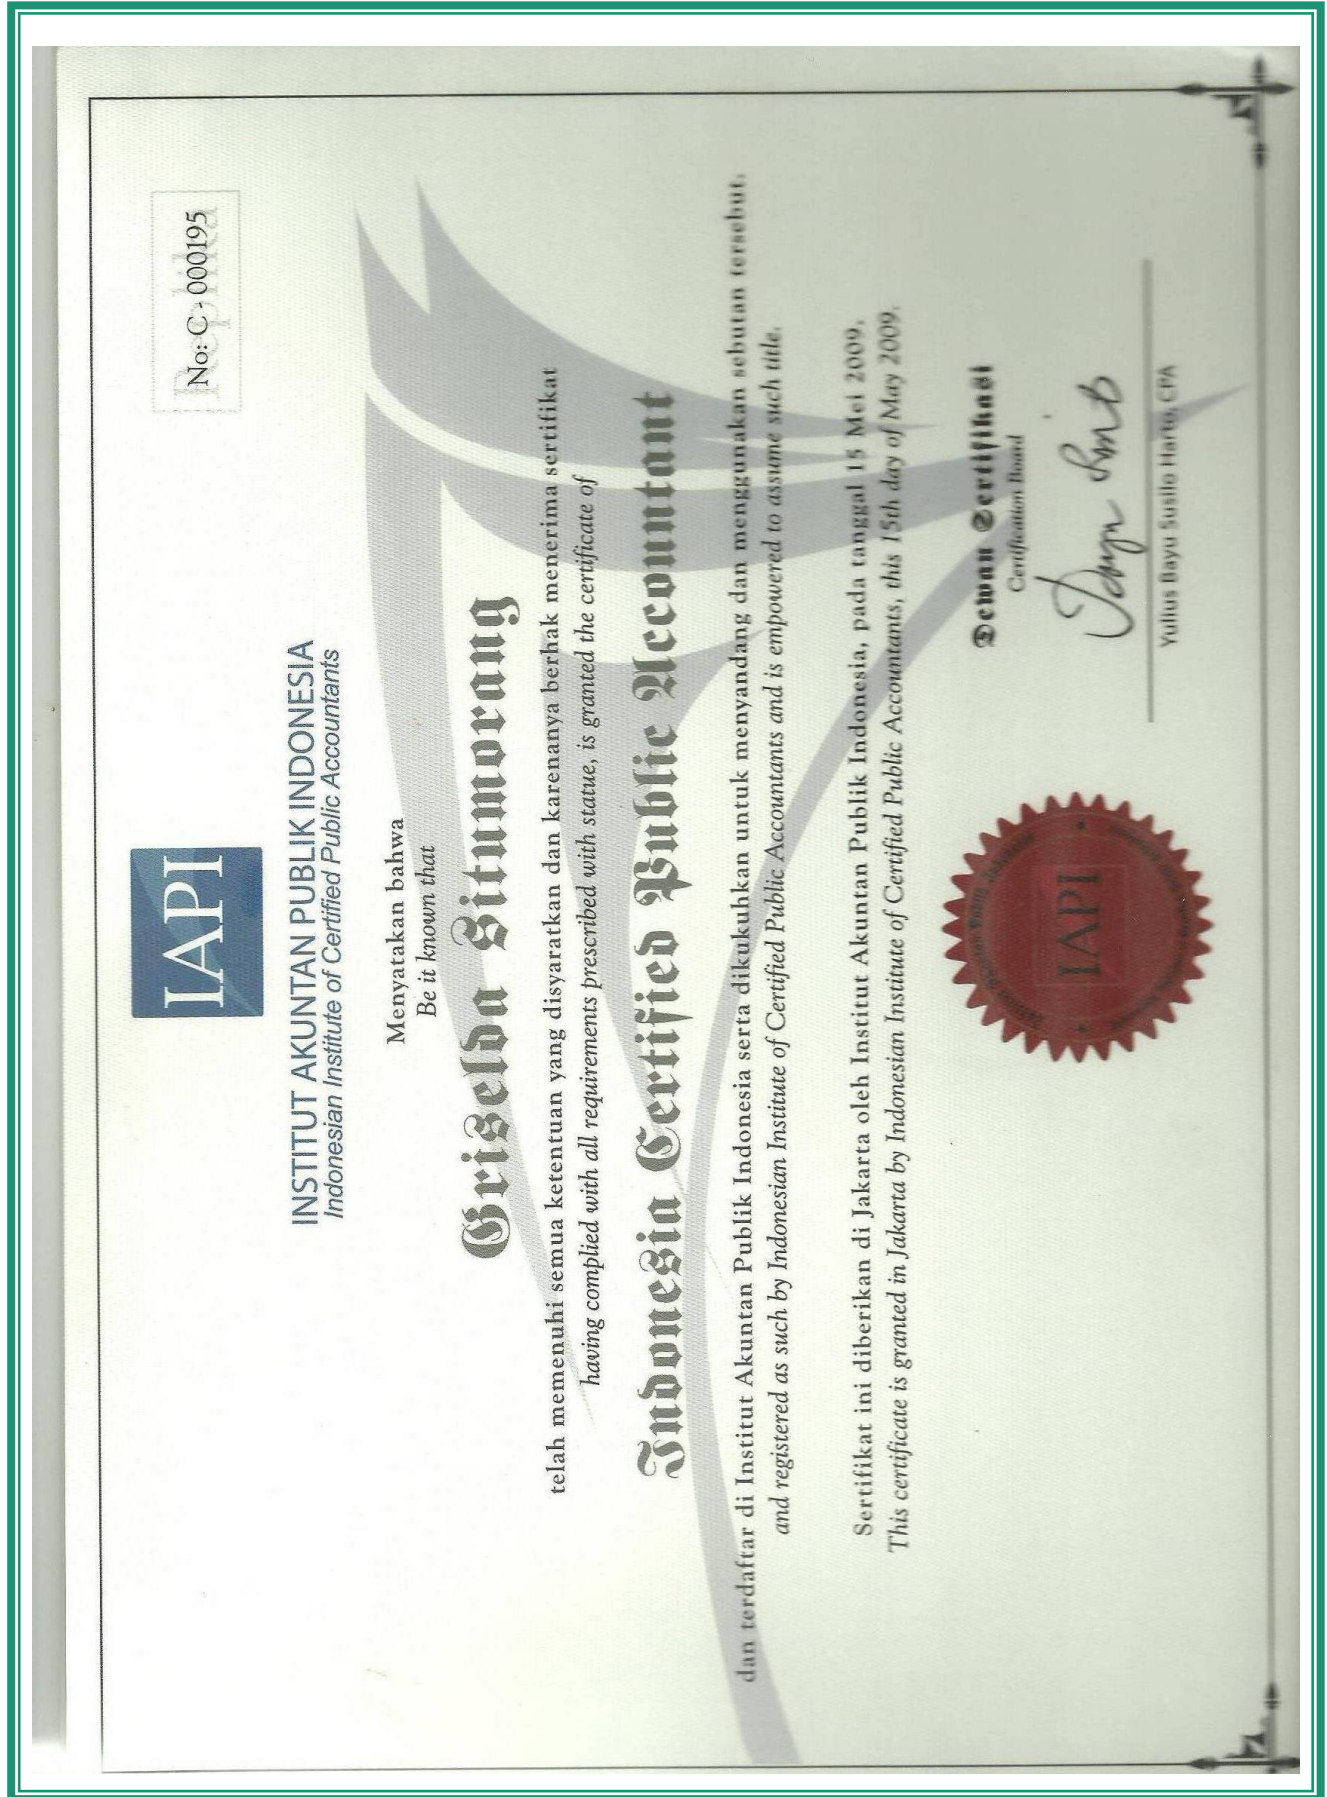 No: C - 000195
Replika
IAPI
INSTITUT AKUNTAN PUBLIK INDONESIA
Indonesian Institute of Certified Public Accountants
Menyatakan bahwa
Be it known that
Griselda Situmorang
telah memenuhi semua ketentuan yang disyaratkan dan karenanya berhak menerima sertifikat
having complied with all requirements prescribed with statue, is granted the certificate of
Indonesia Certified Public Accountant
dan terdaftar di Institut Akuntan Publik Indonesia serta dikukuhkan untuk menyandang dan menggunakan sebutan tersebut.
and registered as such by Indonesian Institute of Certified Public Accountants and is empowered to assume such title.
Sertifikat ini diberikan di Jakarta oleh Institut Akuntan Publik Indonesia, pada tanggal 15 Mei 2009.
This certificate is granted in Jakarta by Indonesian Institute of Certified Public Accountants, this 15th day of May 2009.
Dewan Sertifikasi
Certification Board
Yulius Bayu Susilo Harto, CPA
IAPI